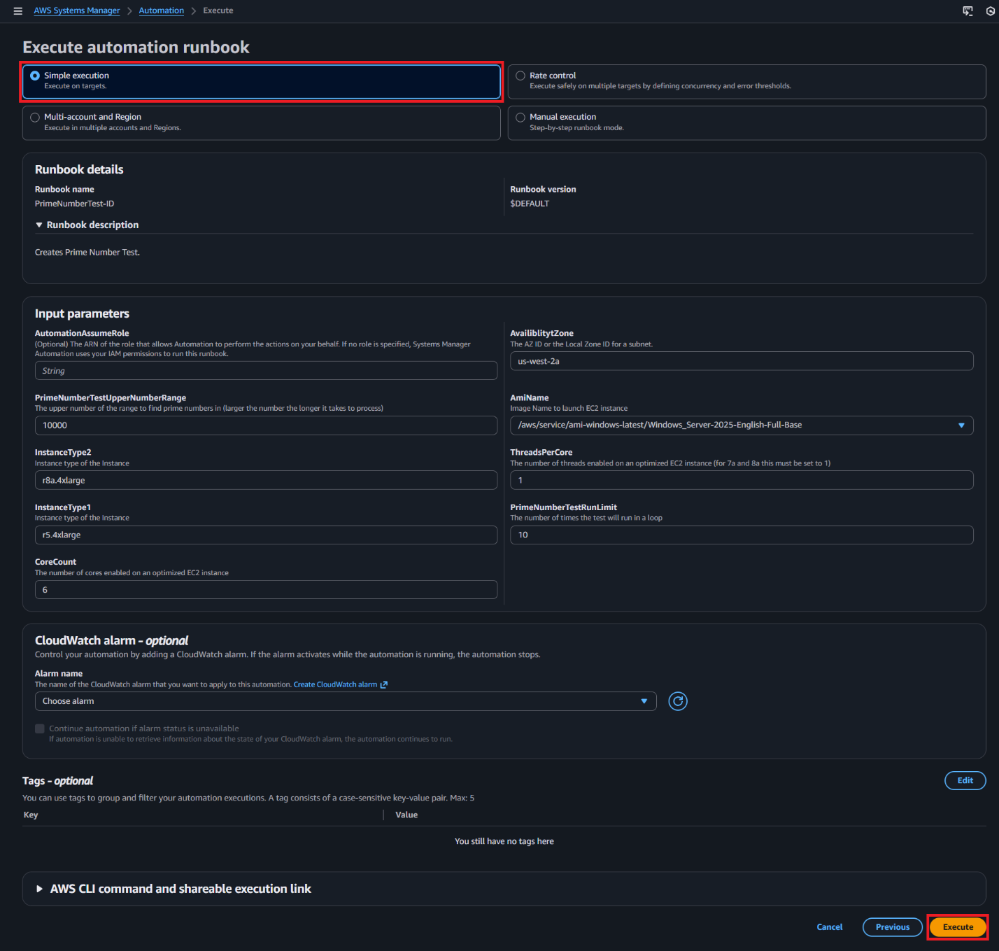 AWS Systems Manager > Automation > Execute
Execute automation runbook
Simple execution
Execute on targets.
Rate control
Execute safely on multiple targets by defining concurrency and error thresholds.
Multi-account and Region
Execute in multiple accounts and Regions.
Manual execution
Step-by-step runbook mode.
Runbook details
Runbook name
PrimeNumberTest-ID
Runbook version
$DEFAULT
Runbook description
Creates Prime Number Test.
Input parameters
AutomationAssumeRole
(Optional) The ARN of the role that allows Automation to perform the actions on your behalf. If no role is specified, Systems Manager
Automation uses your IAM permissions to run this runbook.
String
AvailiblitytZone
The AZ ID or the Local Zone ID for a subnet.
us-west-2a
PrimeNumberTestUpperNumberRange
The upper number of the range to find prime numbers in (larger the number the longer it takes to process)
10000
AmiName
Image Name to launch EC2 instance
/aws/service/ami-windows-latest/Windows_Server-2025-English-Full-Base
InstanceType2
Instance type of the Instance
r8a.4xlarge
ThreadsPerCore
The number of threads enabled on an optimized EC2 instance (for 7a and 8a this must be set to 1)
1
InstanceType1
Instance type of the Instance
r5.4xlarge
PrimeNumberTestRunLimit
The number of times the test will run in a loop
10
CoreCount
The number of cores enabled on an optimized EC2 instance
6
CloudWatch alarm - optional
Control your automation by adding a CloudWatch alarm. If the alarm activates while the automation is running, the automation stops.
Alarm name
The name of the CloudWatch alarm that you want to apply to this automation. Create CloudWatch alarm
Choose alarm
Continue automation if alarm status is unavailable
If automation is unable to retrieve information about the state of your CloudWatch alarm, the automation continues to run.
Tags - optional
Edit
You can use tags to group and filter your automation executions. A tag consists of a case-sensitive key-value pair. Max: 5
Key
Value
You still have no tags here
AWS CLI command and shareable execution link
Cancel
Previous
Execute